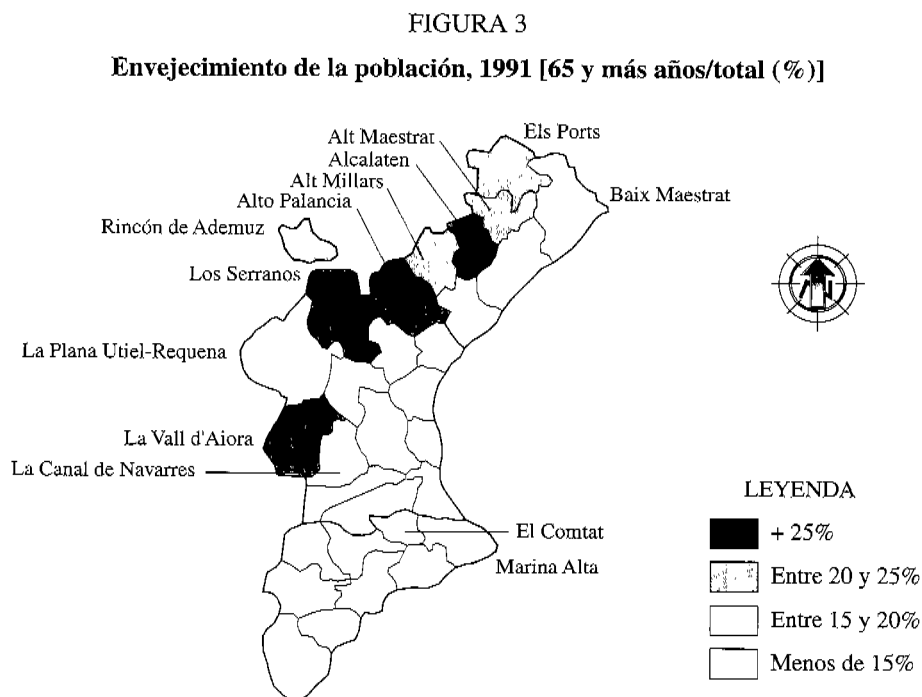 FIGURA 3
Envejecimiento de la población, 1991 [65 y más años/total (%)]
Els Ports
Alt Maestrat
Alcalaten
Alt Millars
Alto Palancia
Baix Maestrat
Rincón de Ademuz
Los Serranos
N
La Plana Utiel-Requena
La Vall d'Aiora
La Canal de Navarres
El Comtat
Marina Alta
LEYENDA
+ 25%
Entre 20 y 25%
Entre 15 y 20%
Menos de 15%